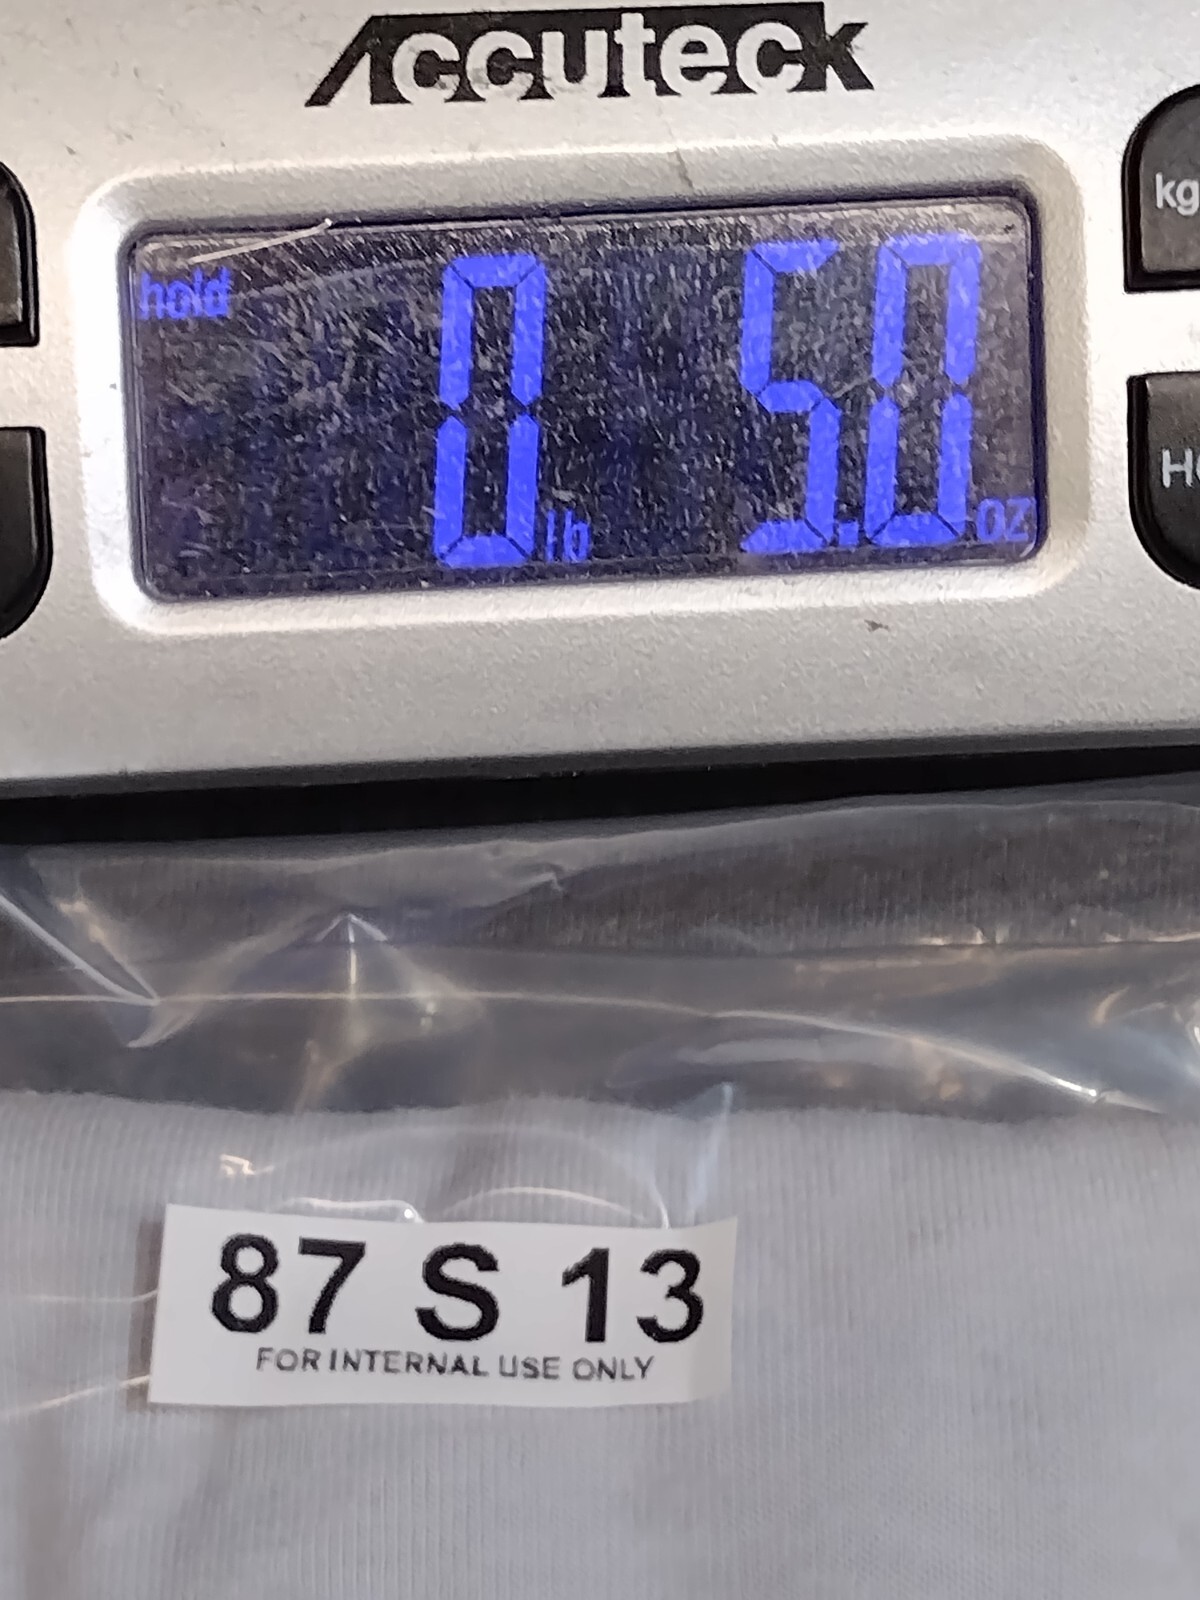 Accuteck
kg
hold
0 lb 5.0 oz
87 S 13
FOR INTERNAL USE ONLY